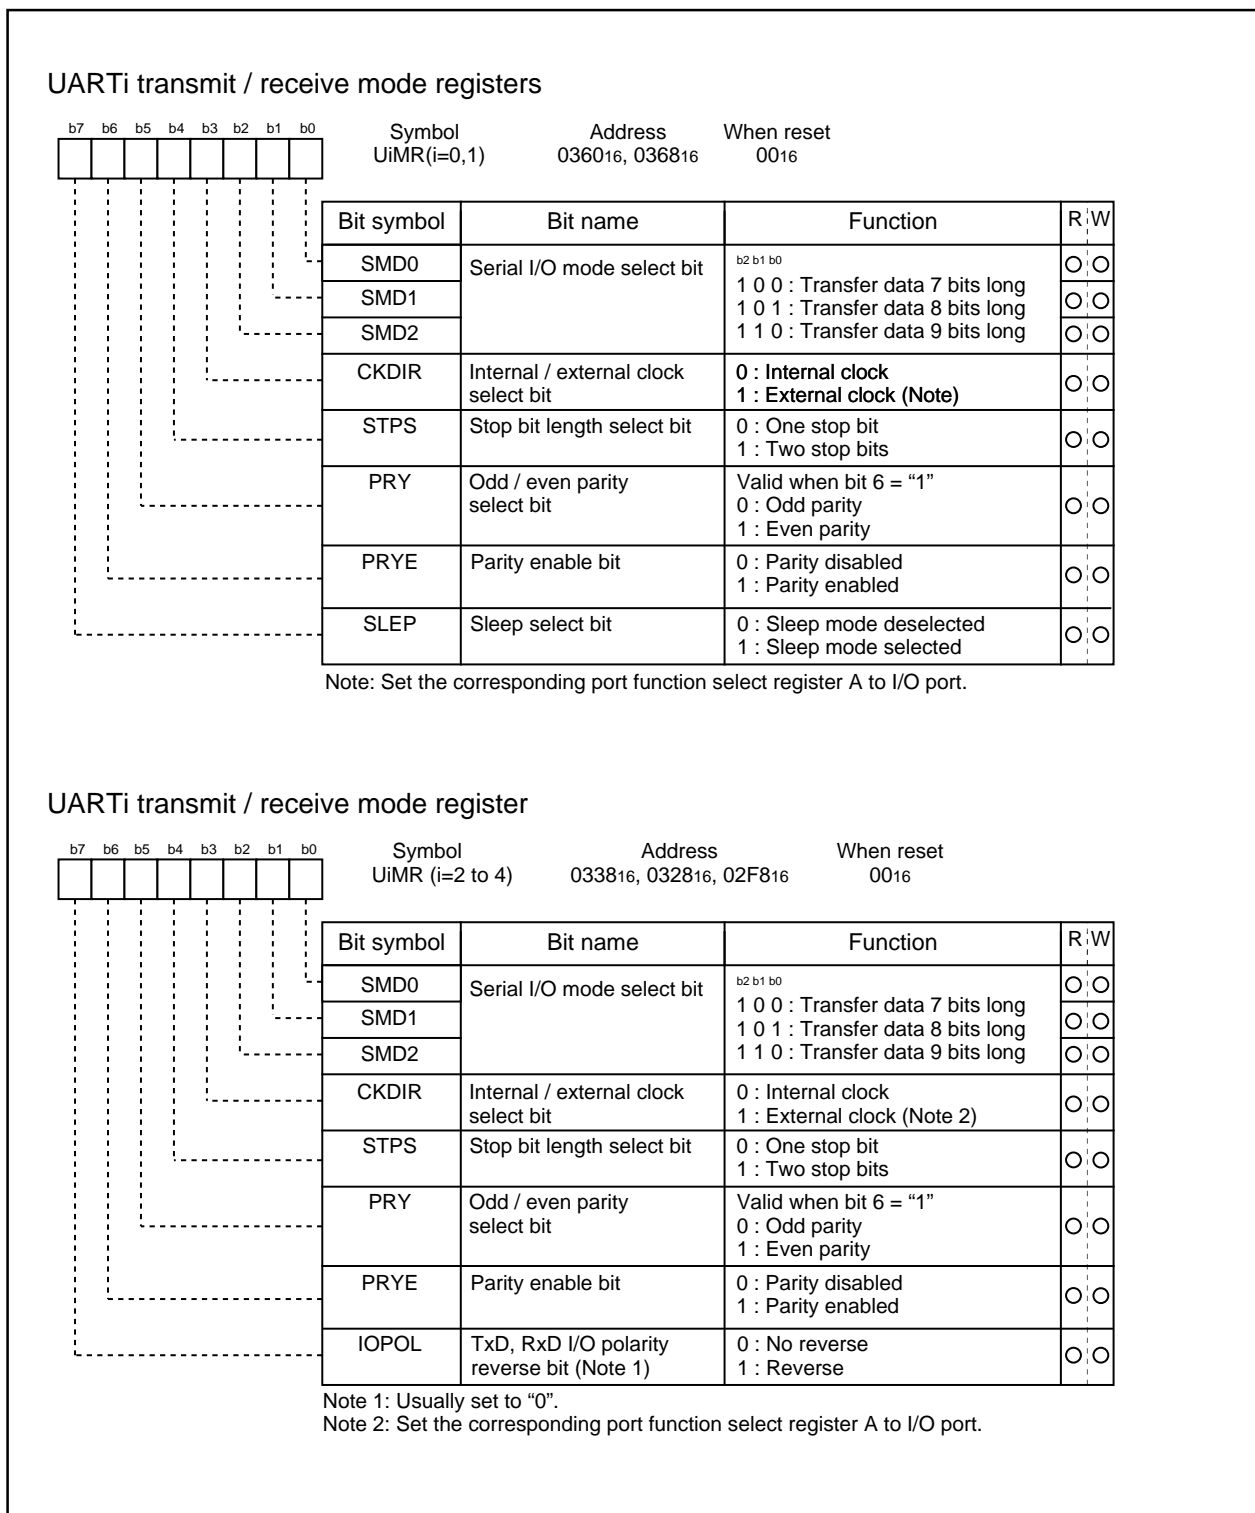 UARTi transmit / receive mode registers
b7 b6 b5 b4 b3 b2 b1 b0
Symbol Address When reset
UiMR(i=0,1) 036016, 036816 0016
Bit symbol Bit name Function R W
SMD0 Serial I/O mode select bit b2 b1 b0
1 0 0 : Transfer data 7 bits long
SMD1 1 0 1 : Transfer data 8 bits long
SMD2 1 1 0 : Transfer data 9 bits long
CKDIR Internal / external clock 0 : Internal clock
select bit 1 : External clock (Note)
STPS Stop bit length select bit 0 : One stop bit
1 : Two stop bits
PRY Odd / even parity Valid when bit 6 = “1”
select bit 0 : Odd parity
1 : Even parity
PRYE Parity enable bit 0 : Parity disabled
1 : Parity enabled
SLEP Sleep select bit 0 : Sleep mode deselected
1 : Sleep mode selected
Note: Set the corresponding port function select register A to I/O port.
UARTi transmit / receive mode register
b7 b6 b5 b4 b3 b2 b1 b0
Symbol Address When reset
UiMR (i=2 to 4) 033816, 032816, 02F816 0016
Bit symbol Bit name Function R W
SMD0 Serial I/O mode select bit b2 b1 b0
1 0 0 : Transfer data 7 bits long
SMD1 1 0 1 : Transfer data 8 bits long
SMD2 1 1 0 : Transfer data 9 bits long
CKDIR Internal / external clock 0 : Internal clock
select bit 1 : External clock (Note 2)
STPS Stop bit length select bit 0 : One stop bit
1 : Two stop bits
PRY Odd / even parity Valid when bit 6 = “1”
select bit 0 : Odd parity
1 : Even parity
PRYE Parity enable bit 0 : Parity disabled
1 : Parity enabled
IOPOL TxD, RxD I/O polarity 0 : No reverse
reverse bit (Note 1) 1 : Reverse
Note 1: Usually set to “0”.
Note 2: Set the corresponding port function select register A to I/O port.